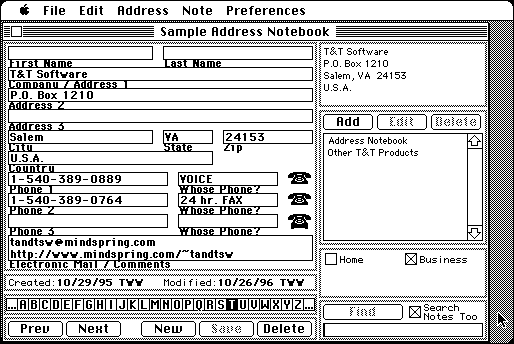 File Edit Address Note Preferences
Sample Address Notebook
First Name Last Name
T&T Software
Company / Address 1
P.O. Box 1210
Address 2
Address 3
Salem VA 24153
City State Zip
U.S.A.
Country
1-540-389-0889 VOICE
Phone 1 Whose Phone?
1-540-389-0764 24 hr. FAX
Phone 2 Whose Phone?
Phone 3 Whose Phone?
tandtsw@mindspring.com
http://www.mindspring.com/~tandtsw
Electronic Mail / Comments
Created: 10/29/95 TWW Modified: 10/26/96 TWW
...ABCDEFGHIJKLMNOPQRSTUVWXYZ...
Prev Next New Save Delete
T&T Software
P.O. Box 1210
Salem, VA 24153
U.S.A.
Add Edit Delete
Address Notebook
Other T&T Products
Home Business
Find Search
Notes Too